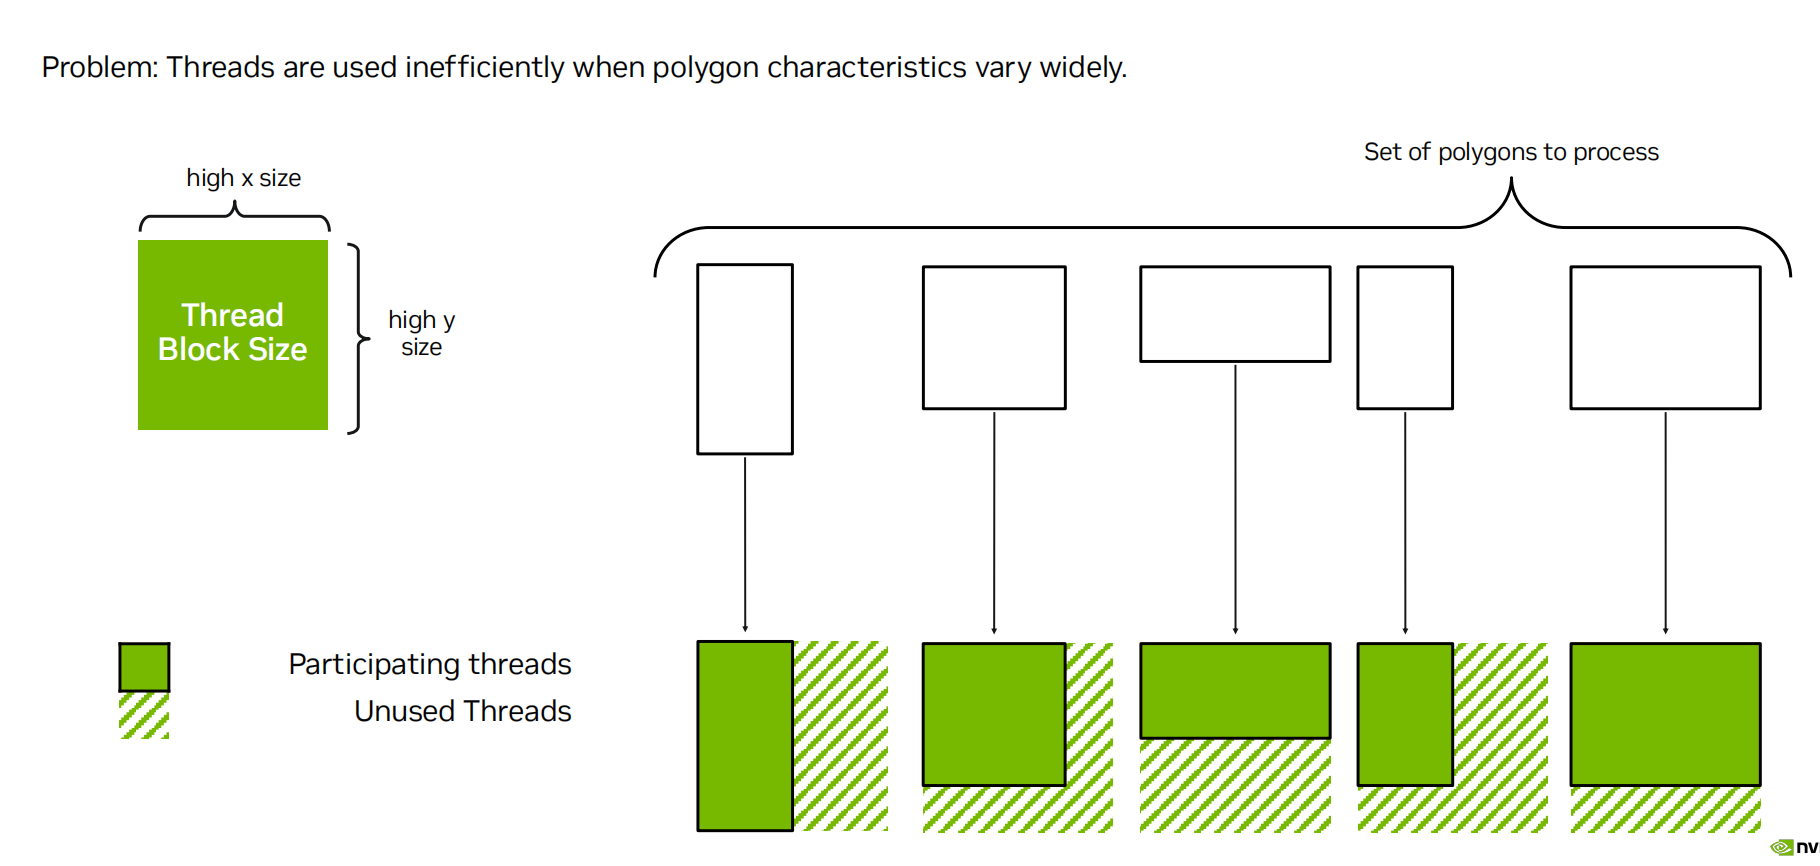 Problem: Threads are used inefficiently when polygon characteristics vary widely.
Set of polygons to process
high x size
Thread
Block Size
high y
size
Participating threads
Unused Threads
nv